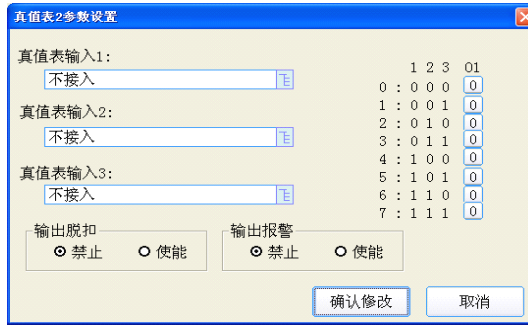 真值表2参数设置
真值表输入1:
不接入
真值表输入2:
不接入
真值表输入3:
不接入
1 2 3 01
0 : 0 0 0 0
1 : 0 0 1 0
2 : 0 1 0 0
3 : 0 1 1 0
4 : 1 0 0 0
5 : 1 0 1 0
6 : 1 1 0 0
7 : 1 1 1 0
输出脱扣
禁止 使能
输出报警
禁止 使能
确认修改 取消